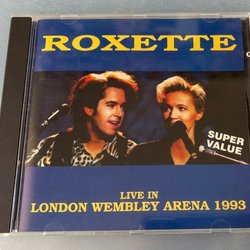 ROXETTE
SUPER
VALUE
LIVE IN
LONDON WEMBLEY ARENA 1993